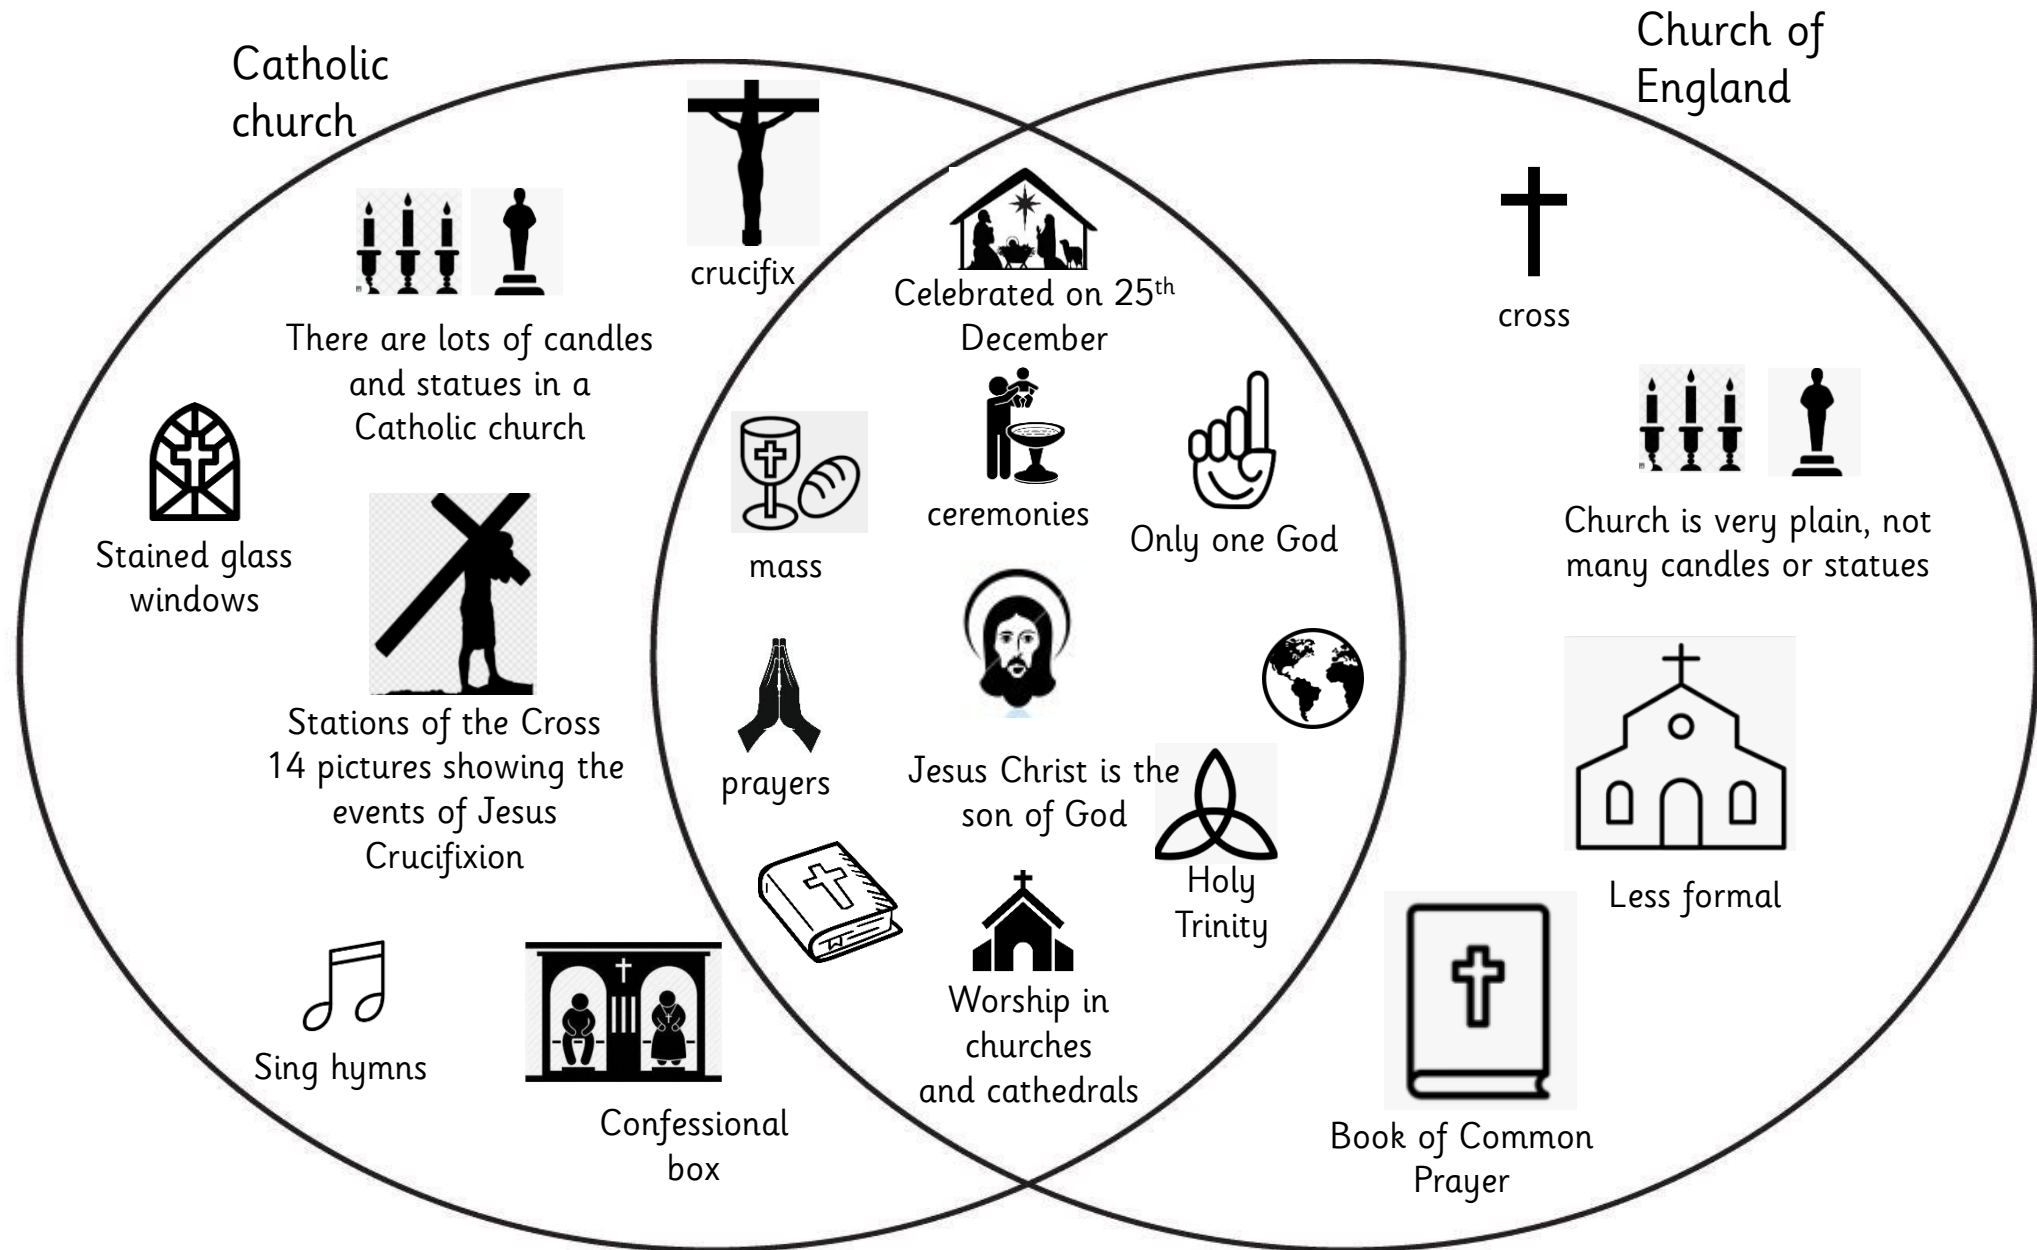 Catholic
church
Church of
England
crucifix
There are lots of candles
and statues in a
Catholic church
Stained glass
windows
Stations of the Cross
14 pictures showing the
events of Jesus
Crucifixion
Sing hymns
Confessional
box
Celebrated on 25th
December
mass
ceremonies
Only one God
prayers
Jesus Christ is the
son of God
Holy
Trinity
Worship in
churches
and cathedrals
cross
Church is very plain, not
many candles or statues
Less formal
Book of Common
Prayer